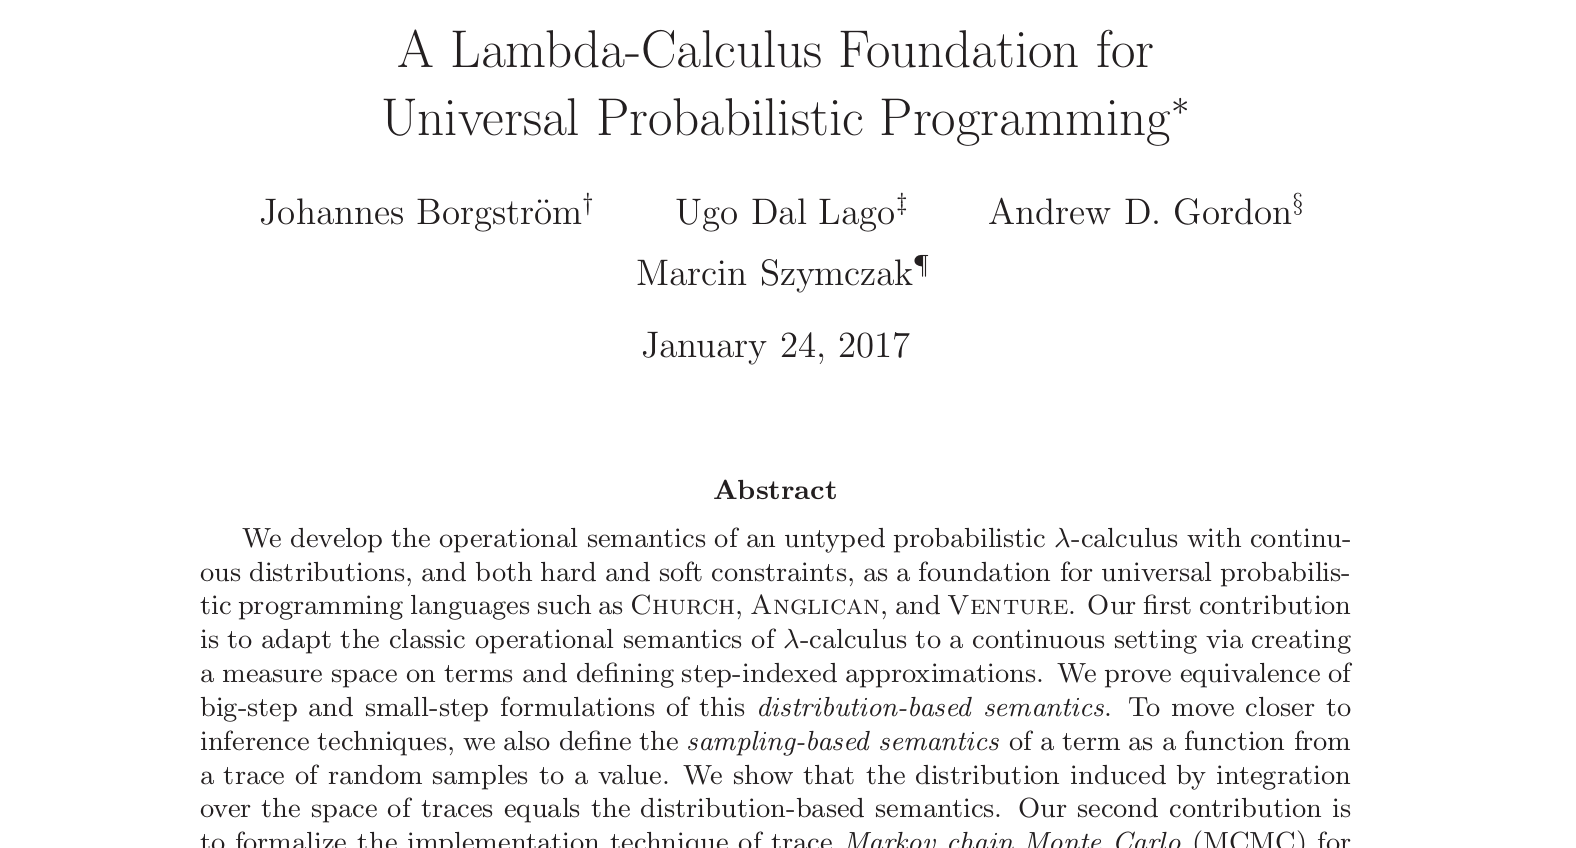 A Lambda-Calculus Foundation for
Universal Probabilistic Programming*
Johannes Borgström† Ugo Dal Lago‡ Andrew D. Gordon§
Marcin Szymczak¶
January 24, 2017
Abstract
We develop the operational semantics of an untyped probabilistic λ-calculus with continu-
ous distributions, and both hard and soft constraints, as a foundation for universal probabilis-
tic programming languages such as CHURCH, ANGLICAN, and VENTURE. Our first contribution
is to adapt the classic operational semantics of λ-calculus to a continuous setting via creating
a measure space on terms and defining step-indexed approximations. We prove equivalence of
big-step and small-step formulations of this distribution-based semantics. To move closer to
inference techniques, we also define the sampling-based semantics of a term as a function from
a trace of random samples to a value. We show that the distribution induced by integration
over the space of traces equals the distribution-based semantics. Our second contribution is
to formalize the implementation technique of trace Markov chain Monte Carlo (MCMC) for